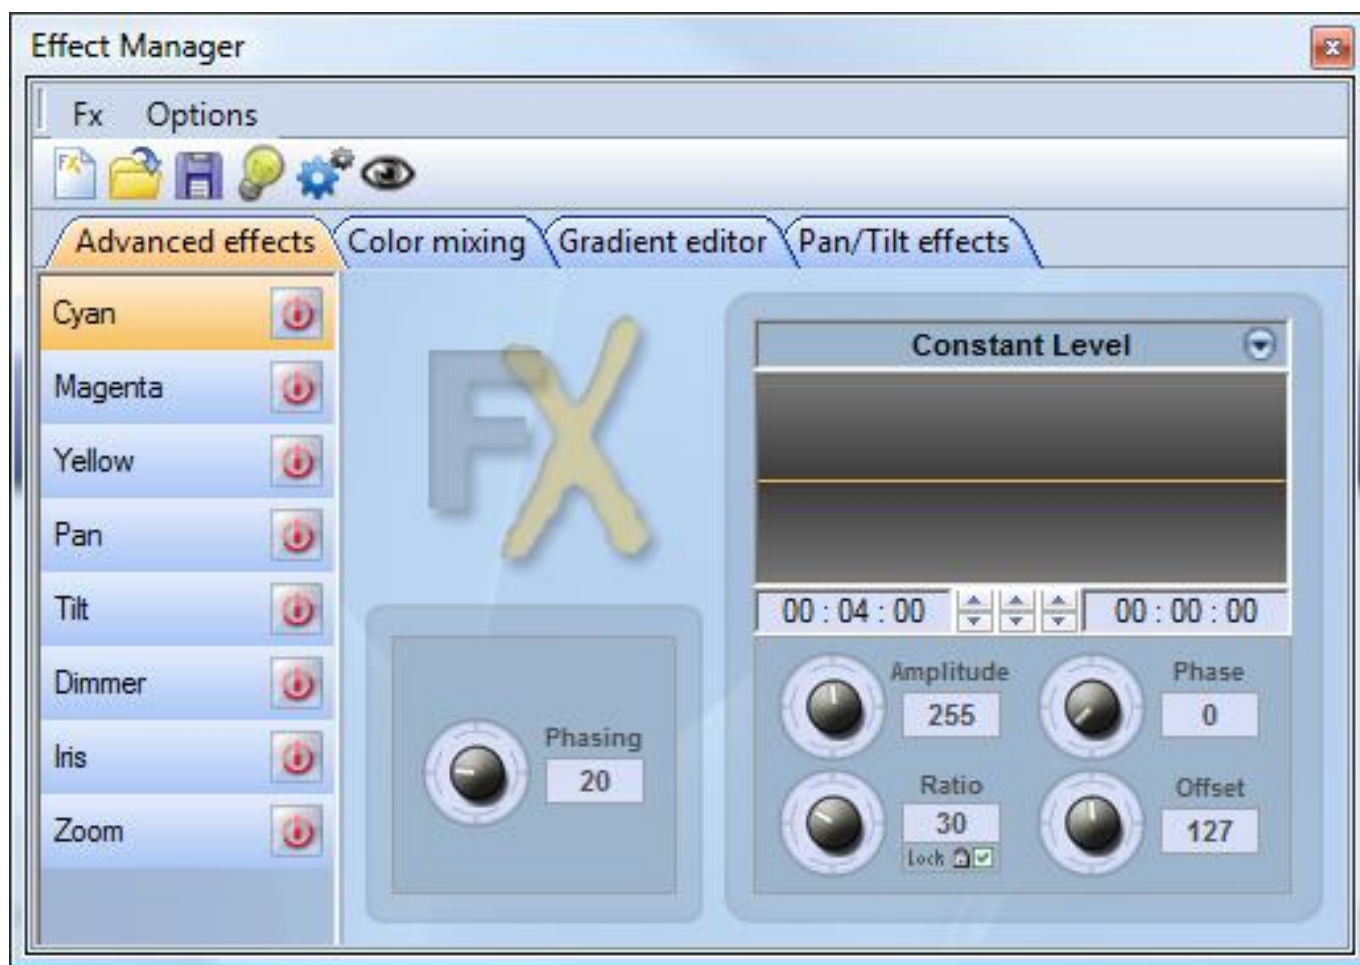 Effect Manager
Fx Options
FX
Advanced effects Color mixing Gradient editor Pan/Tilt effects
Cyan
Magenta
Yellow
Pan
Tilt
Dimmer
Iris
Zoom
FX
Phasing
20
Constant Level
00 : 04 : 00 00 : 00 : 00
Amplitude
255
Phase
0
Ratio
30
Lock
Offset
127